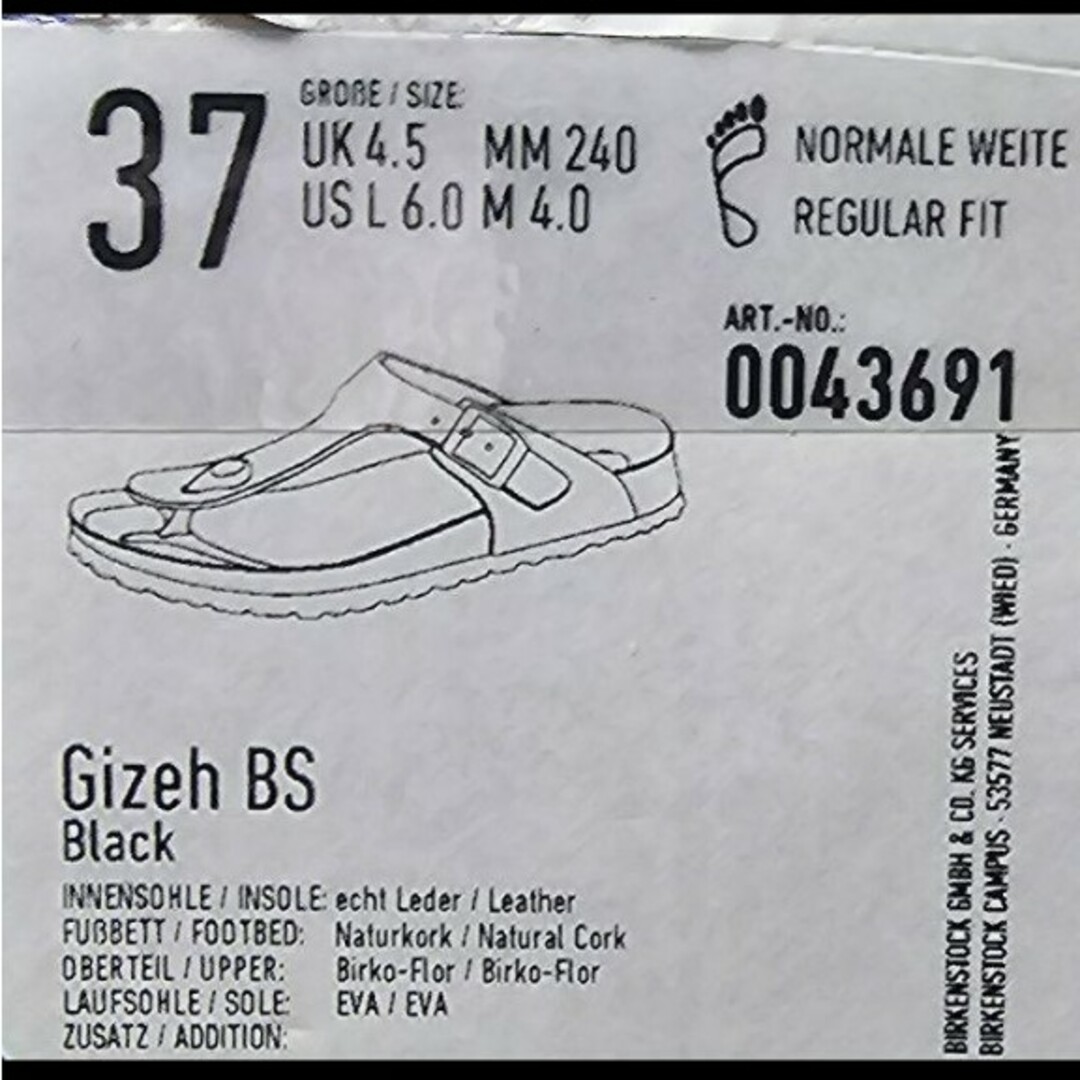 37
GRÖßE / SIZE:
UK 4.5 MM 240
US L 6.0 M 4.0
NORMALE WEITE
REGULAR FIT
ART.-NO.:
0043691
Gizeh BS
Black
INNENSOHLE / INSOLE: echt Leder / Leather
FUßBETT / FOOTBED: Naturkork / Natural Cork
OBERTEIL / UPPER: Birko-Flor / Birko-Flor
LAUFSOHLE / SOLE: EVA / EVA
ZUSATZ / ADDITION:
BIRKENSTOCK GMBH & CO. KG SERVICES
BIRKENSTOCK CAMPUS · 53577 NEUSTADT (WIED) · GERMANY